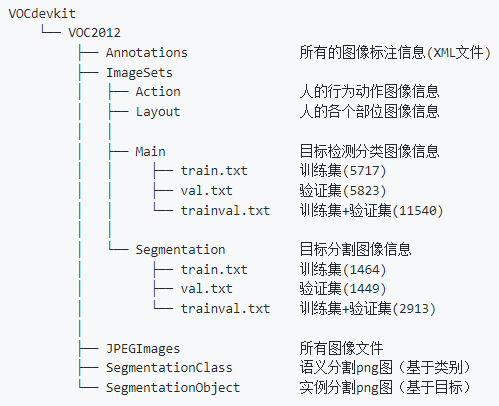 VOCdevkit
└── VOC2012
├── Annotations 所有的图像标注信息(XML文件)
├── ImageSets
│ ├── Action 人的行为动作图像信息
│ ├── Layout 人的各个部位图像信息
│ │
│ ├── Main 目标检测分类图像信息
│ │ ├── train.txt 训练集(5717)
│ │ ├── val.txt 验证集(5823)
│ │ └── trainval.txt 训练集+验证集(11540)
│ │
│ └── Segmentation 目标分割图像信息
│ ├── train.txt 训练集(1464)
│ ├── val.txt 验证集(1449)
│ └── trainval.txt 训练集+验证集(2913)
│
├── JPEGImages 所有图像文件
├── SegmentationClass 语义分割png图（基于类别）
└── SegmentationObject 实例分割png图（基于目标）